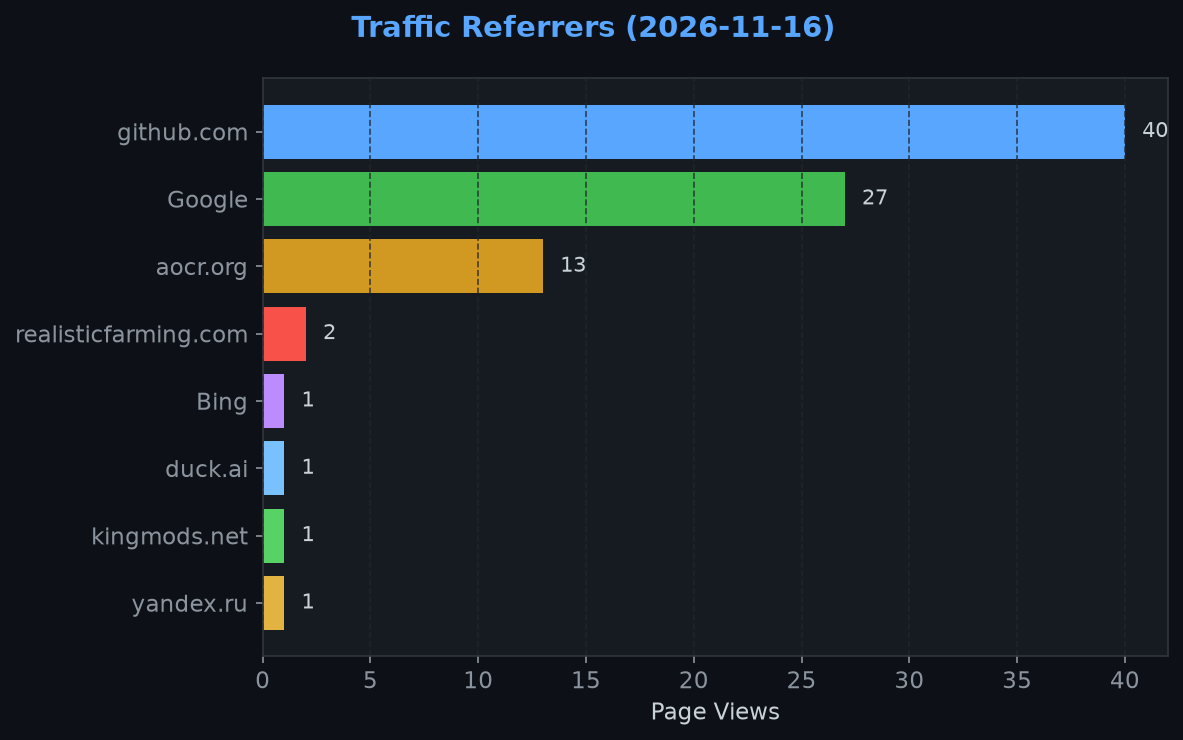 Traffic Referrers (2026-11-16)
github.com 40
Google 27
aocr.org 13
realisticfarming.com 2
Bing 1
duck.ai 1
kingmods.net 1
yandex.ru 1
0 5 10 15 20 25 30 35 40
Page Views